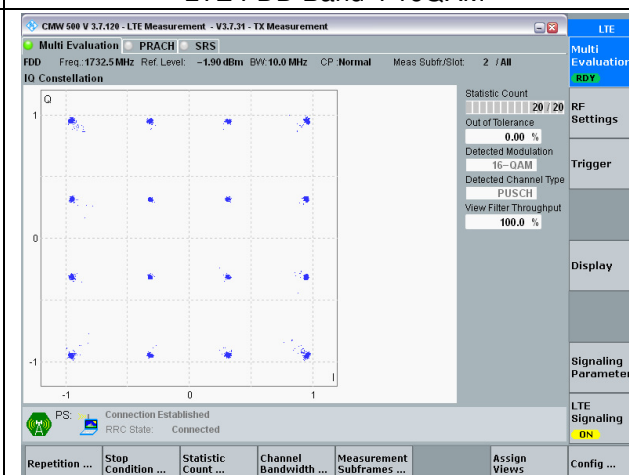 CMW 500 V 3.7.120 - LTE Measurement - V3.7.31 - TX Measurement
LTE
Multi Evaluation PRACH SRS
FDD Freq.:1732.5 MHz Ref. Level: -1.90 dBm BW:10.0 MHz CP :Normal Meas Subfr/Slot: 2 / All
IQ Constellation
Q
1
0
-1
I
-1 0 1
Statistic Count
20 / 20
Out of Tolerance
0.00 %
Detected Modulation
16-QAM
Detected Channel Type
PUSCH
View Filter Throughput
100.0 %
Multi
Evaluation
RDY
RF
Settings
Trigger
Display
Signaling
Parameter
LTE
Signaling
ON
PS: Connection Established
RRC State: Connected
Repetition ...
Stop
Condition ...
Statistic
Count ...
Channel
Bandwidth ...
Measurement
Subframes ...
Assign
Views
Config ...